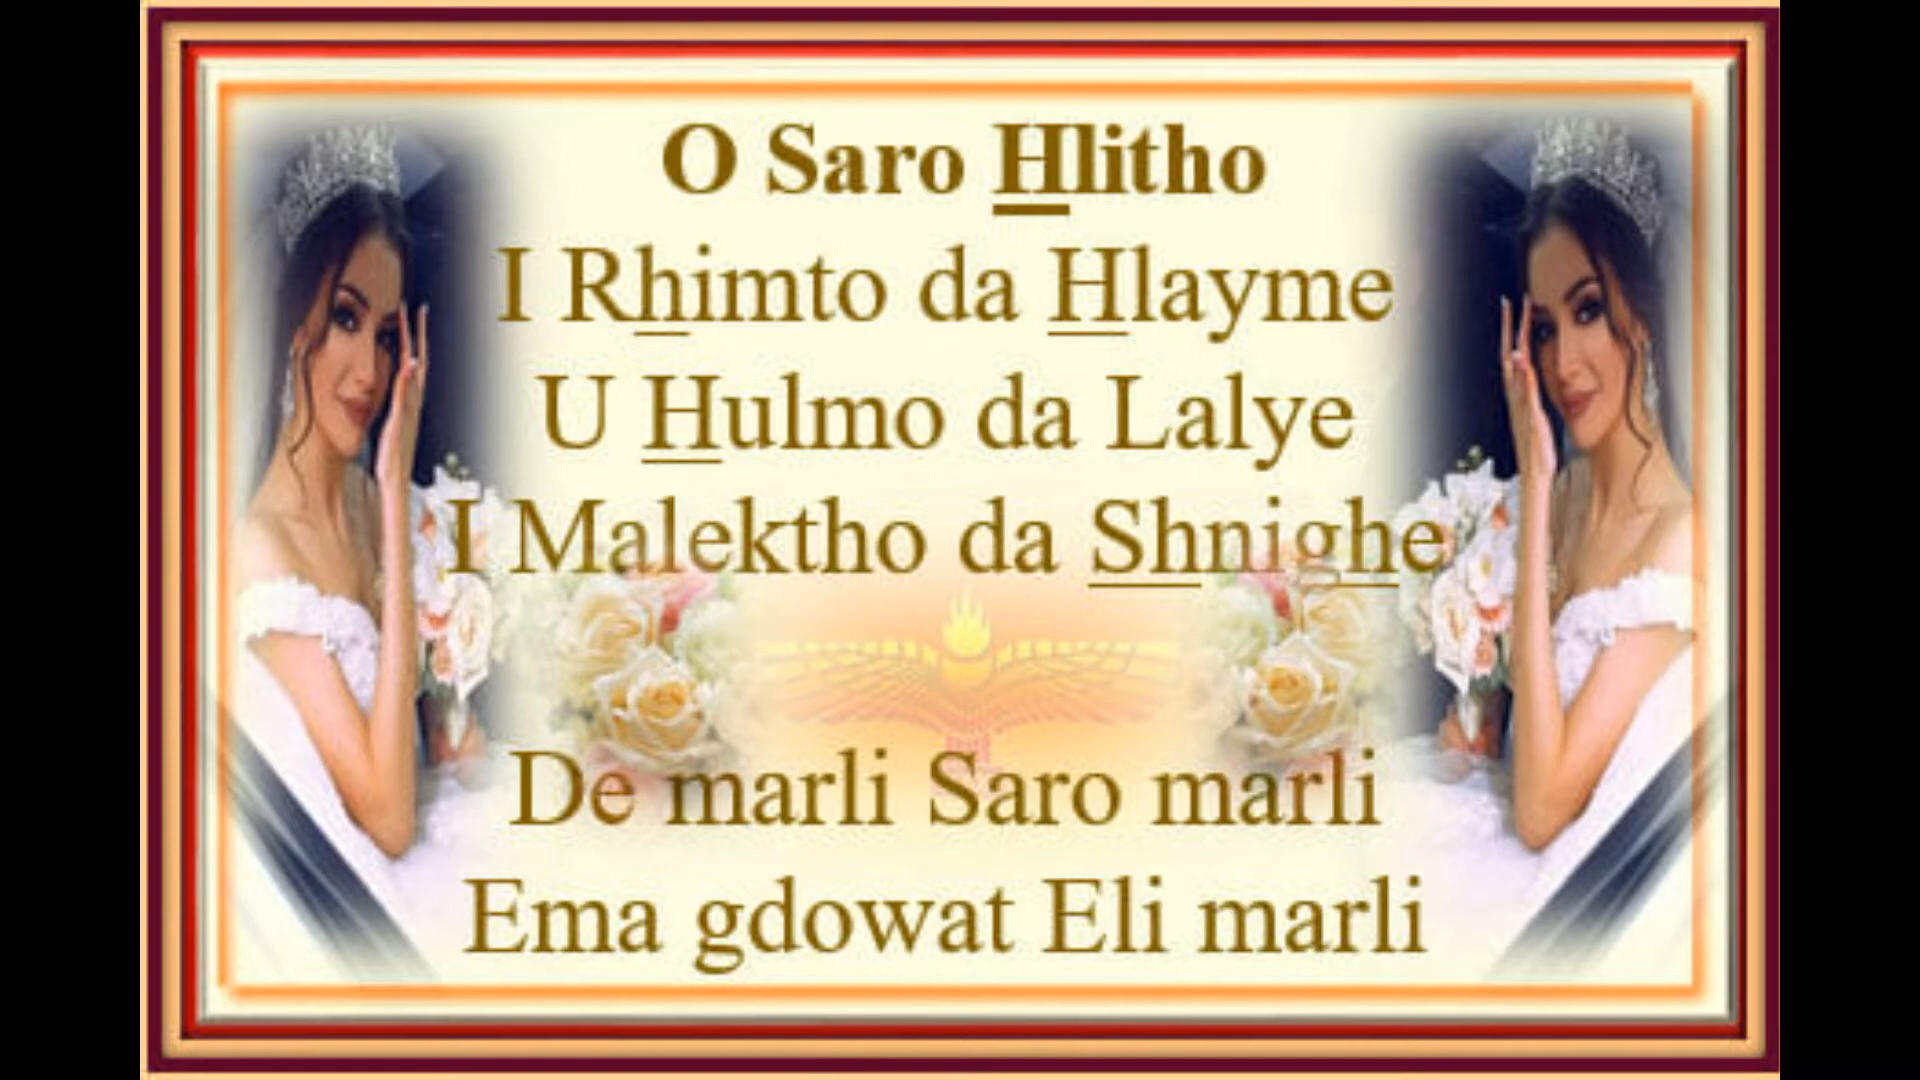 O Saro Hlitho
I Rhimto da Hlayme
U Hulmo da Lalye
I Malektho da Shnighe
De marli Saro marli
Ema gdowat Eli marli